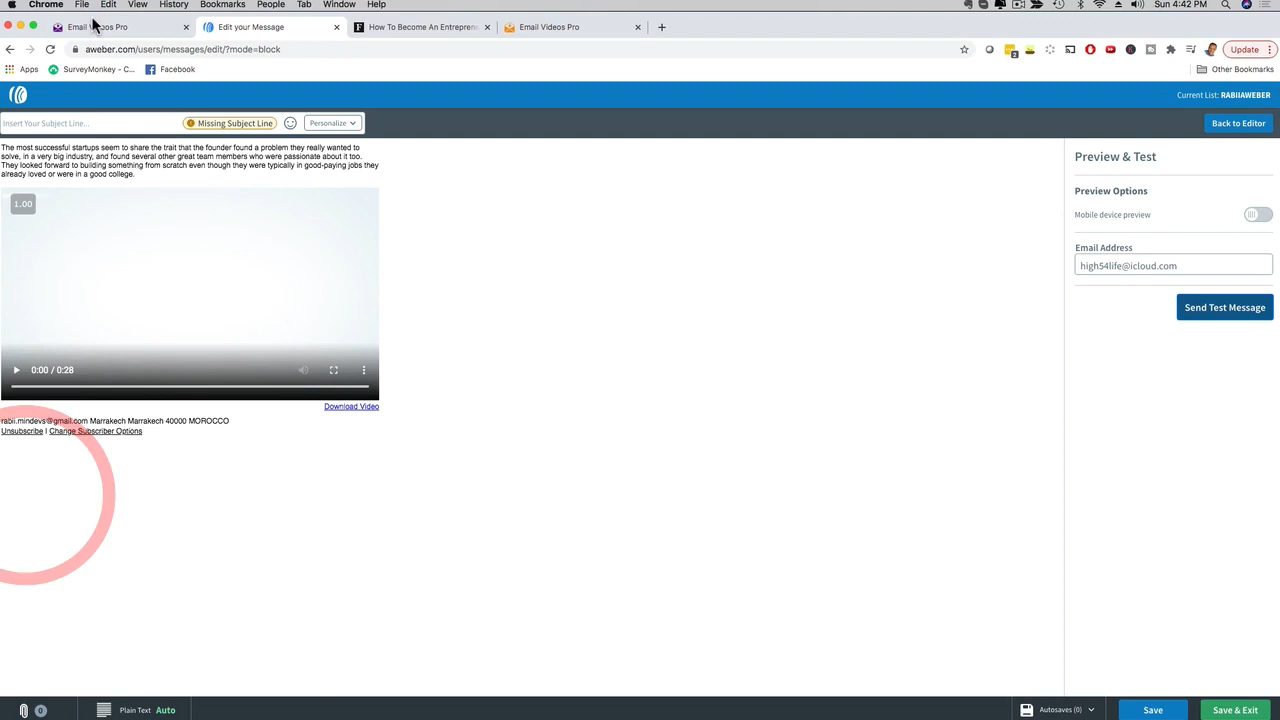 Chrome File Edit View History Bookmarks People Tab Window Help Sun 4:42 PM
Edit your Message How To Become An Entreprene Email Videos Pro
aweber.com/users/messages/edit/?mode=block 2 Update
Apps SurveyMonkey - C... Facebook Other Bookmarks
Current List: RABIIAWEBER
Insert Your Subject Line... Missing Subject Line Personalize Back to Editor
The most successful startups seem to share the trait that the founder found a problem they really wanted to
solve, in a very big industry, and found several other great team members who were passionate about it too.
They looked forward to building something from scratch even though they were typically in good-paying jobs they
already loved or were in a good college.
1.00
0:00 / 0:28
Download Video
rabii.mindevs@gmail.com Marrakech Marrakech 40000 MOROCCO
Unsubscribe | Change Subscriber Options
Preview & Test
Preview Options
Mobile device preview
Email Address
high54life@icloud.com
Send Test Message
0 Plain Text Auto Autosaves (0) Save Save & Exit